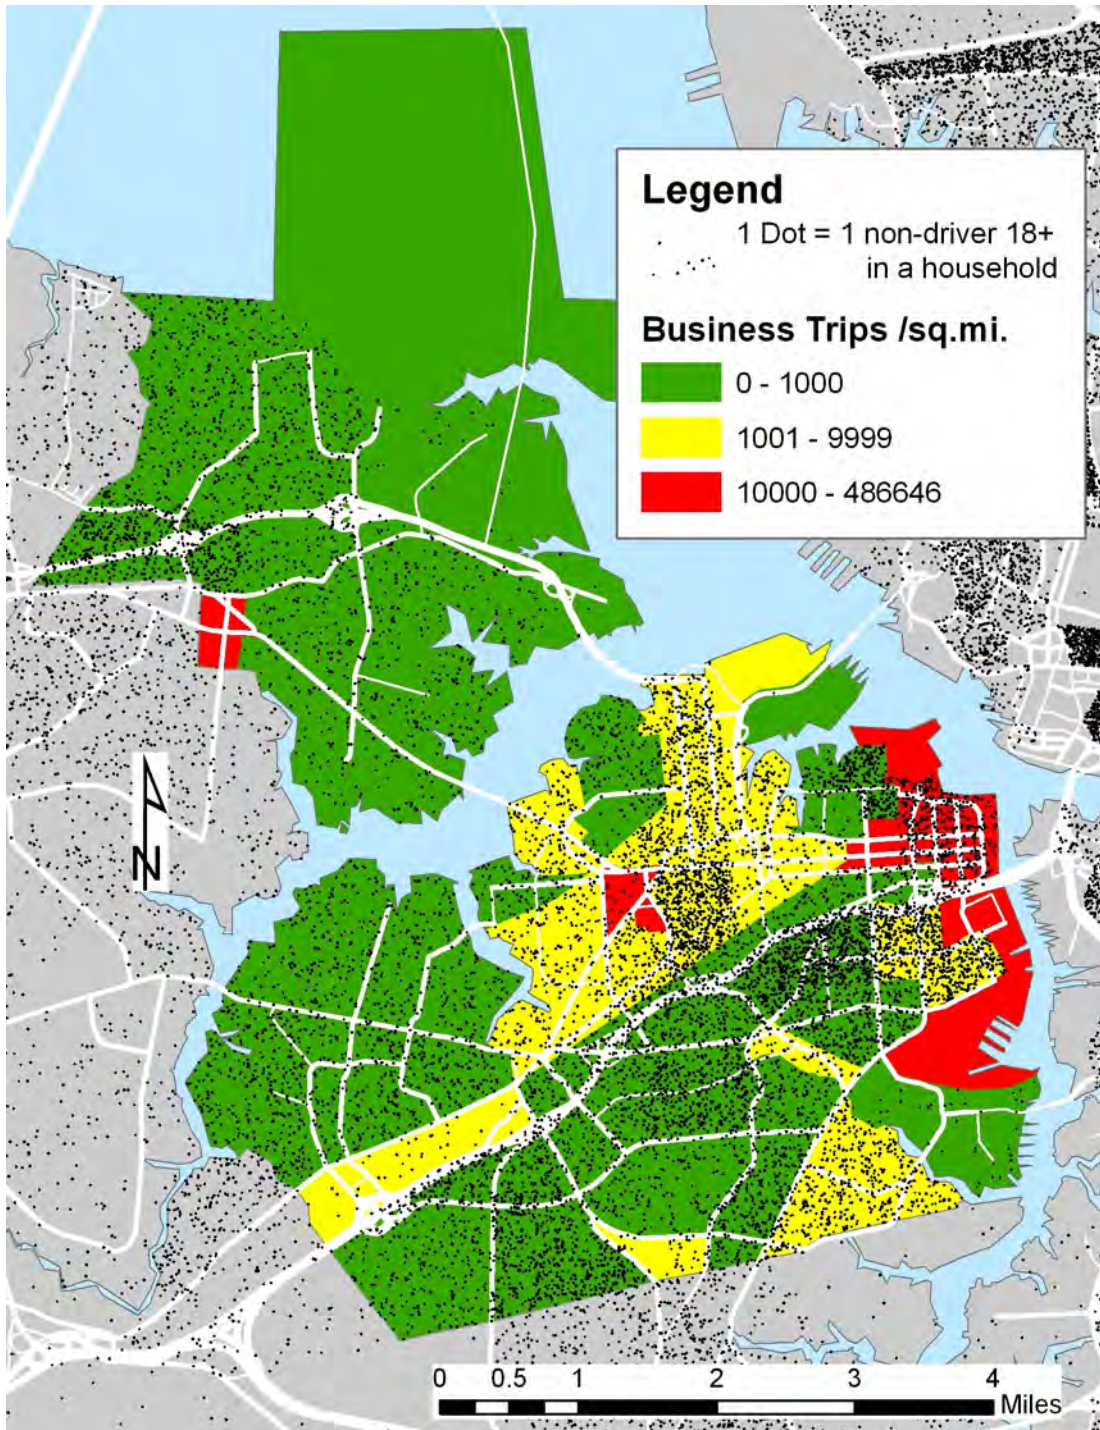 Legend
1 Dot = 1 non-driver 18+
in a household
Business Trips /sq.mi.
0 - 1000
1001 - 9999
10000 - 486646
N
0 0.5 1 2 3 4
Miles